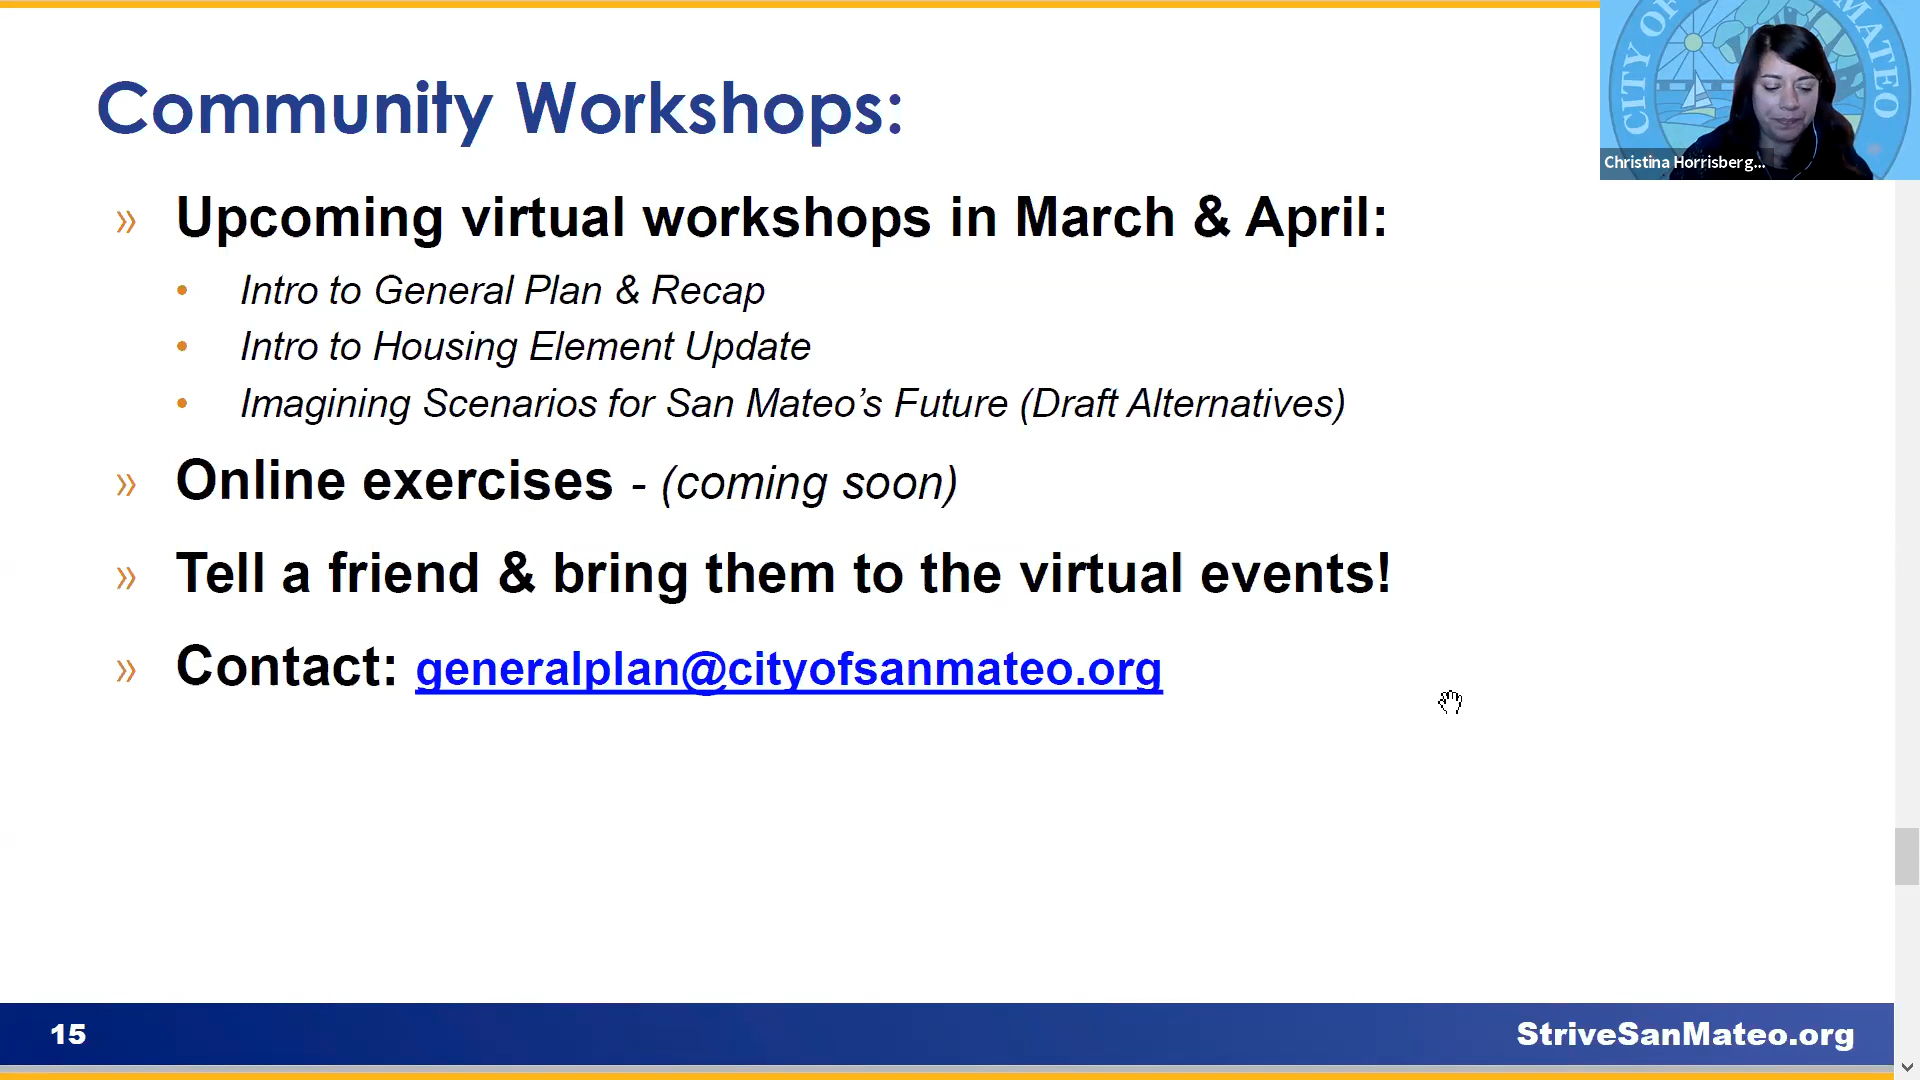 Community Workshops:
» Upcoming virtual workshops in March & April:
• Intro to General Plan & Recap
• Intro to Housing Element Update
• Imagining Scenarios for San Mateo’s Future (Draft Alternatives)
» Online exercises - (coming soon)
» Tell a friend & bring them to the virtual events!
» Contact: generalplan@cityofsanmateo.org
15
StriveSanMateo.org
CITY OF
MATEO
Christina Horrisberg...